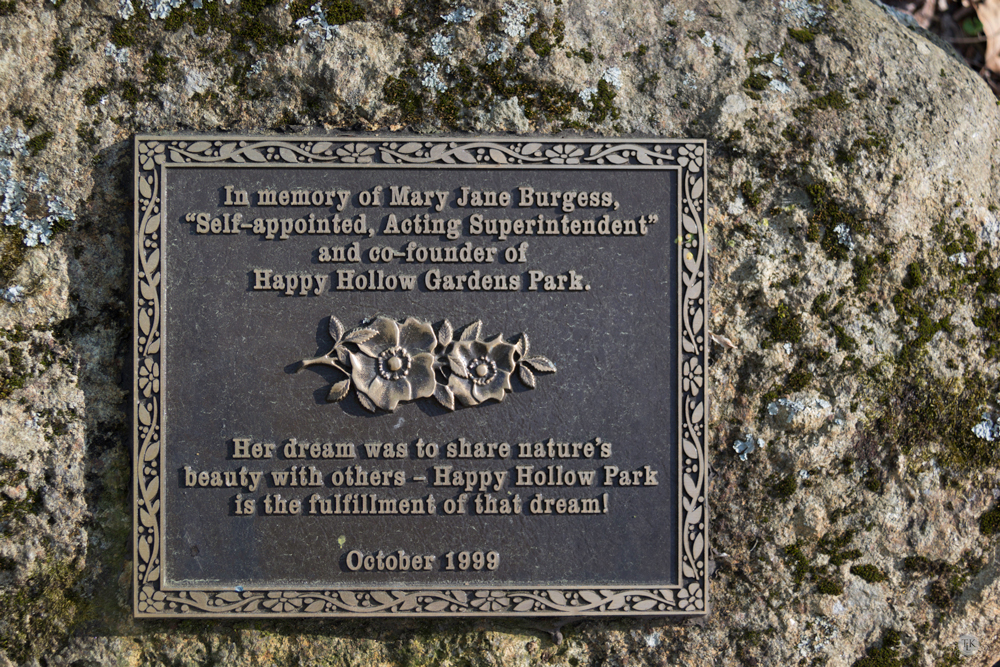 In memory of Mary Jane Burgess,
“Self-appointed, Acting Superintendent”
and co-founder of
Happy Hollow Gardens Park.
Her dream was to share nature's
beauty with others – Happy Hollow Park
is the fulfillment of that dream!
October 1999